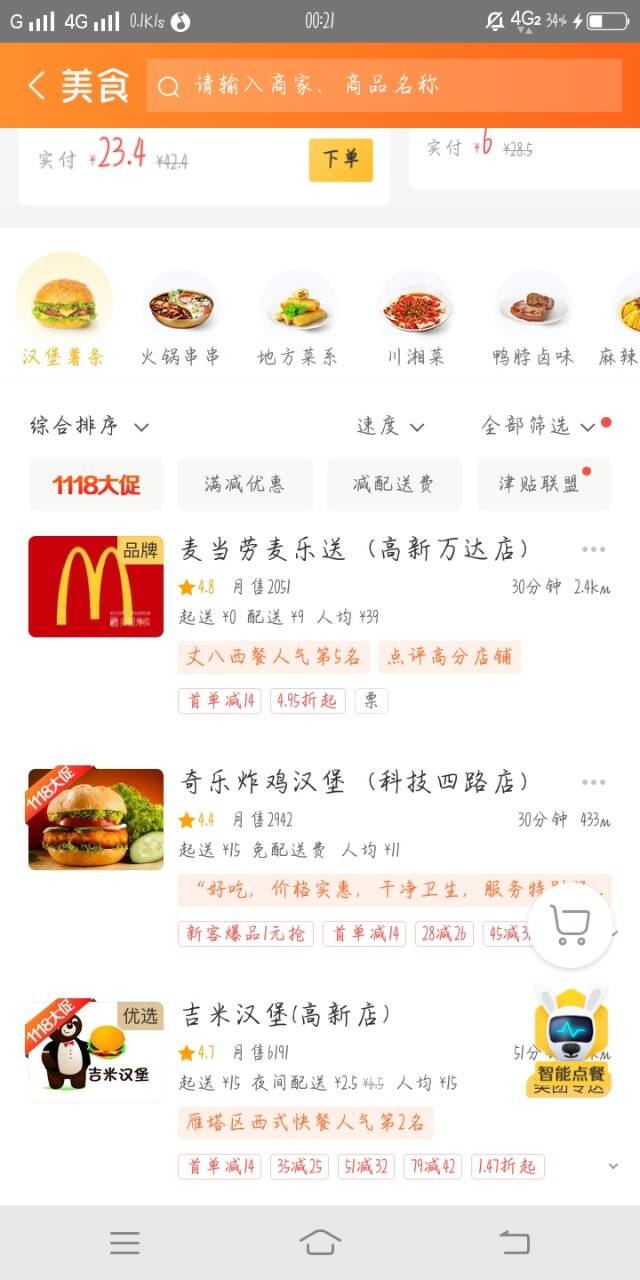 G 4G 0.1K/s 00:21 4G2 34%
美食 请输入商家、商品名称
实付 ¥23.4 ¥42.4 下单 实付 ¥6 ¥28.5
汉堡薯条 火锅串串 地方菜系 川湘菜 鸭脖卤味 麻辣
综合排序 速度 全部筛选
1118大促 满减优惠 减配送费 津贴联盟
品牌 麦当劳麦乐送（高新万达店）
4.8 月售2051 30分钟 2.4km
起送 ¥0 配送 ¥9 人均 ¥39
丈八西餐人气第5名 点评高分店铺
首单减14 4.95折起 票
1118大促 奇乐炸鸡汉堡（科技四路店）
4.4 月售2942 30分钟 433m
起送 ¥15 免配送费 人均 ¥11
“好吃，价格实惠，干净卫生，服务特
新客爆品1元抢 首单减14 28减26 45减3
1118大促 优选 吉米汉堡(高新店)
吉米汉堡
4.7 月售6191 51分
起送 ¥15 夜间配送 ¥2.5 ¥6.5 人均 ¥15
智能点餐
美团专送
雁塔区西式快餐人气第2名
首单减14 35减25 51减32 79减42 1.47折起